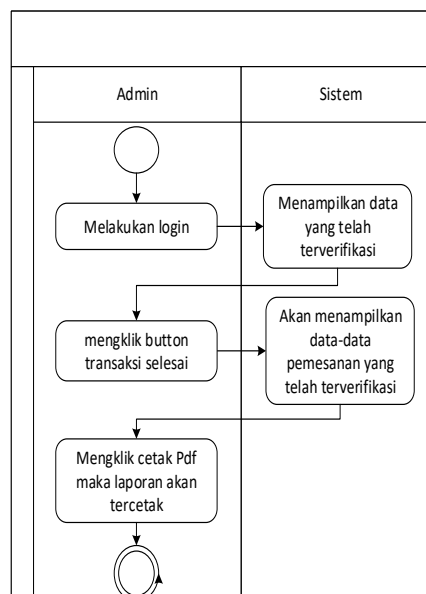 Admin
Sistem
Melakukan login
Menampilkan data
yang telah
terverifikasi
mengklik button
transaksi selesai
Akan menampilkan
data-data
pemesanan yang
telah terverifikasi
Mengklik cetak Pdf
maka laporan akan
tercetak